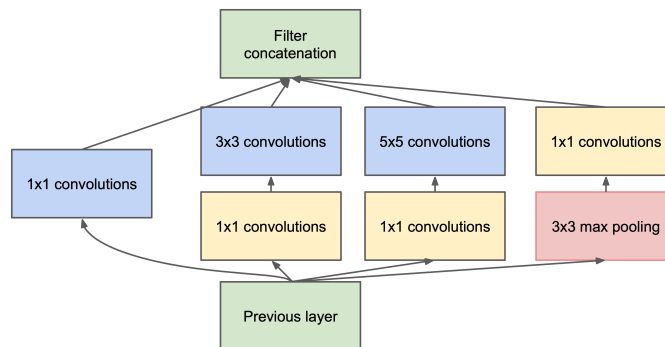 Filter
concatenation
3x3 convolutions
5x5 convolutions
1x1 convolutions
1x1 convolutions
1x1 convolutions
1x1 convolutions
3x3 max pooling
Previous layer